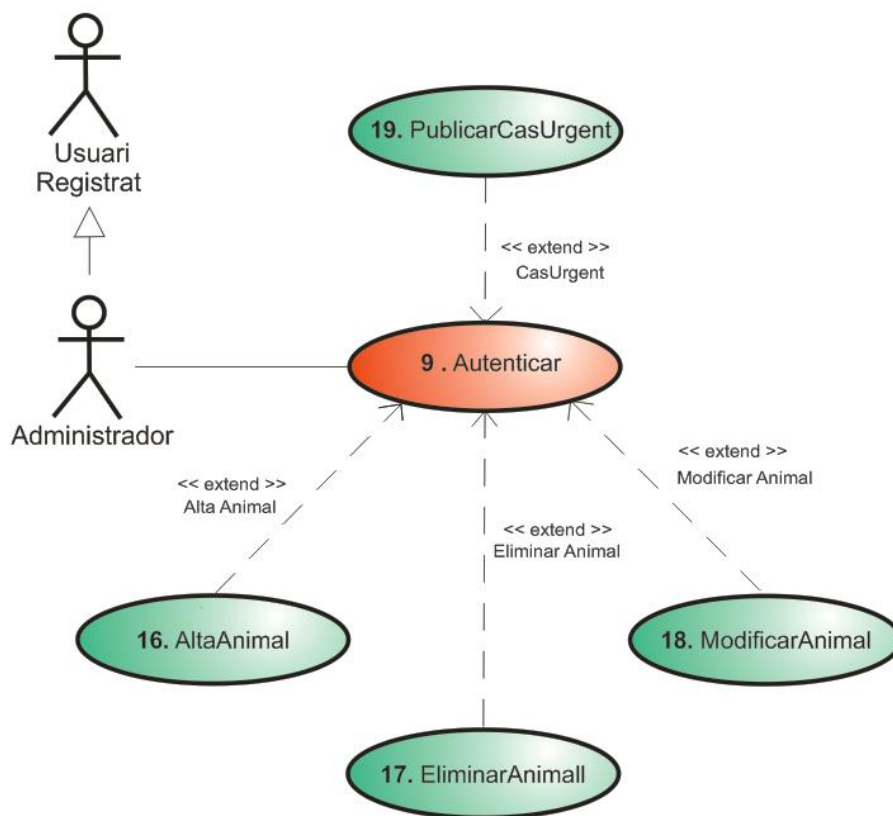 Usuari
Registrat
19. PublicarCasUrgent
<< extend >>
CasUrgent
9 . Autenticar
Administrador
<< extend >>
Alta Animal
<< extend >>
Eliminar Animal
<< extend >>
Modificar Animal
16. AltaAnimal
18. ModificarAnimal
17. EliminarAnimall